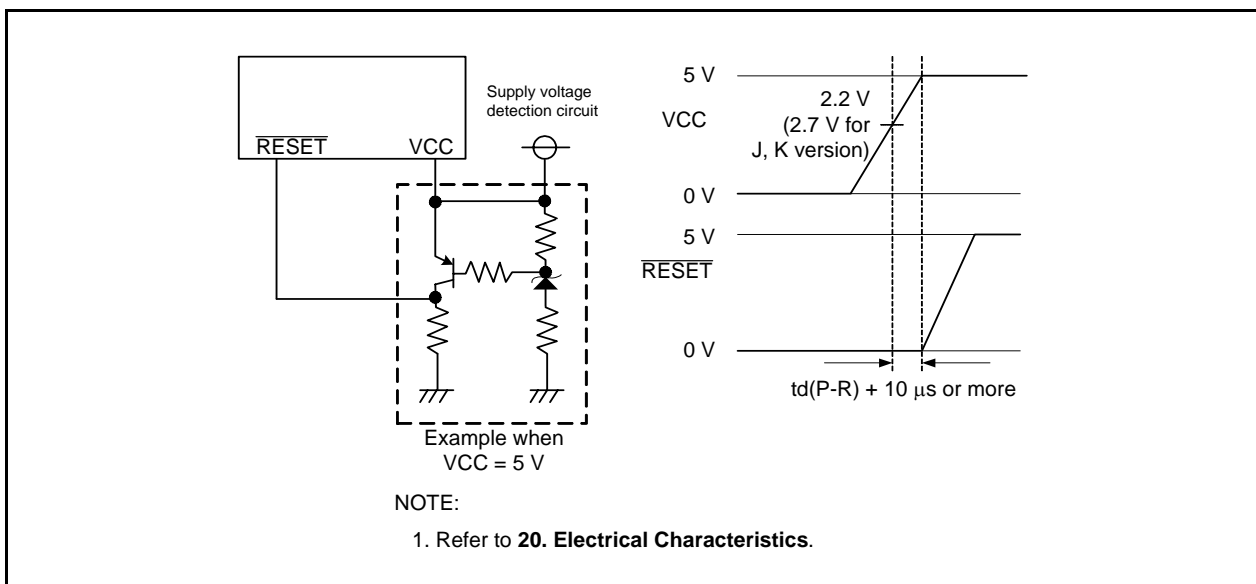 RESET VCC
Supply voltage
detection circuit
Example when
VCC = 5 V
5 V
VCC
2.2 V
(2.7 V for
J, K version)
0 V
5 V
RESET
0 V
td(P-R) + 10 μs or more
NOTE:
1. Refer to 20. Electrical Characteristics.